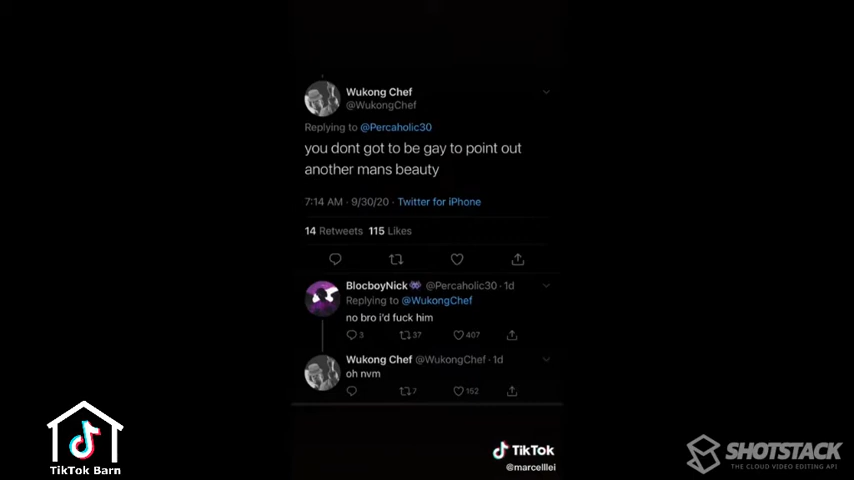 Wukong Chef
@WukongChef
Replying to @Percaholic30
you dont got to be gay to point out
another mans beauty
7:14 AM · 9/30/20 · Twitter for iPhone
14 Retweets 115 Likes
BlocboyNick👾 @Percaholic30 · 1d
Replying to @WukongChef
no bro i'd fuck him
3 37 407
Wukong Chef @WukongChef · 1d
oh nvm
7 152
TikTok
@marcelllei
TikTok Barn
SHOTSTACK
THE CLOUD VIDEO EDITING API